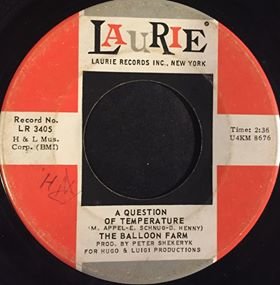 LAURIE
LAURIE RECORDS INC., NEW YORK
Record No.
LR 3405
H & L Mus.
Corp. (BMI)
Time: 2:36
U4KM 8676
A QUESTION
OF TEMPERATURE
(M. APPEL-E. SCHNUG-D. HENNY)
THE BALLOON FARM
PROD. BY PETER SHEKERYK
FOR HUGO & LUIGI PRODUCTIONS